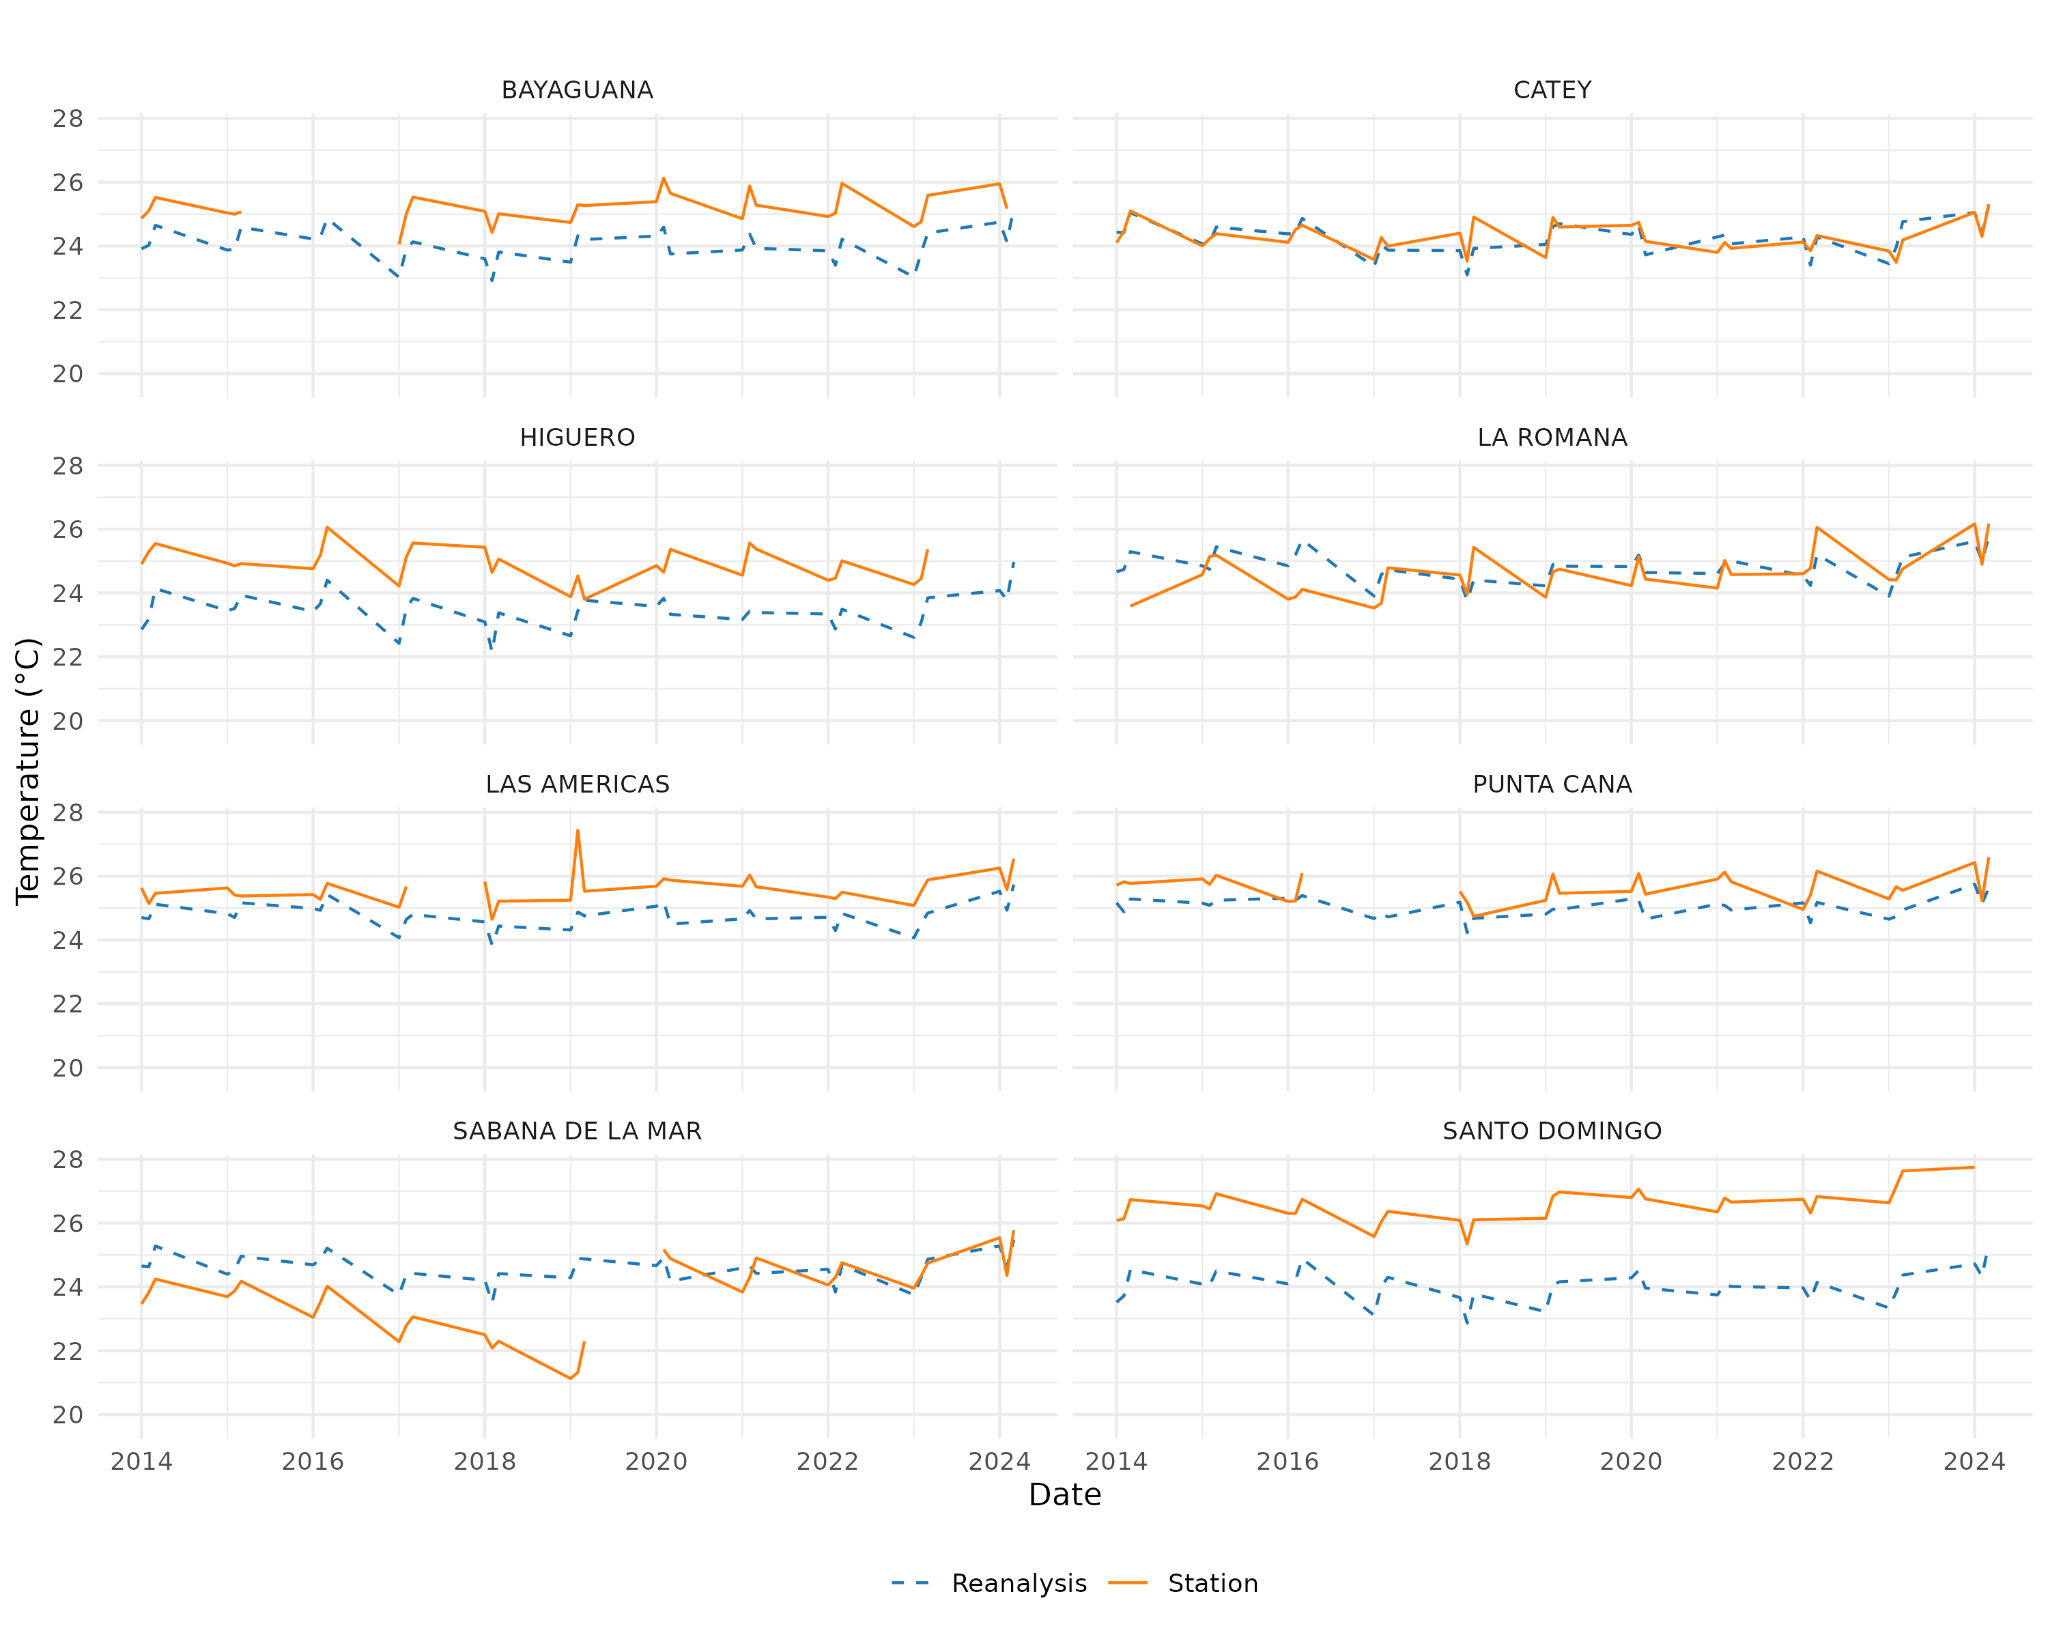 BAYAGUANA
CATEY
28
26
24
22
20
HIGUERO
LA ROMANA
28
26
24
22
20
LAS AMERICAS
PUNTA CANA
28
26
24
22
20
SABANA DE LA MAR
SANTO DOMINGO
28
26
24
22
20
Temperature (°C)
2014 2016 2018 2020 2022 2024
2014 2016 2018 2020 2022 2024
Date
Reanalysis Station